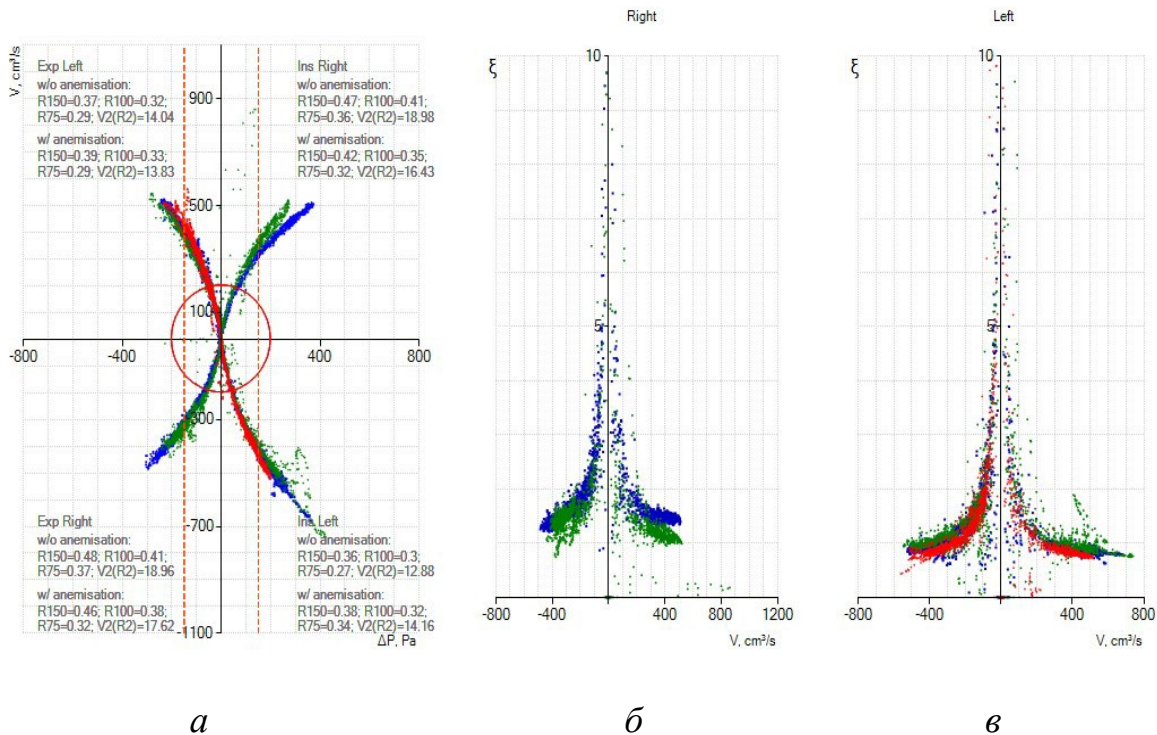 Right
Left
V, cm³/s
Exp Left
w/o anemisation:
R150=0.37; R100=0.32;
R75=0.29; V2(R2)=14.04
w/ anemisation:
R150=0.39; R100=0.33;
R75=0.29; V2(R2)=13.83
Ins Right
w/o anemisation:
R150=0.47; R100=0.41;
R75=0.36; V2(R2)=18.98
w/ anemisation:
R150=0.42; R100=0.35;
R75=0.32; V2(R2)=16.43
900
500
100
-800
-400
400
800
-300
-700
-1100
Exp Right
w/o anemisation:
R150=0.48; R100=0.41;
R75=0.37; V2(R2)=18.96
w/ anemisation:
R150=0.46; R100=0.38;
R75=0.32; V2(R2)=17.62
Ins Left
w/o anemisation:
R150=0.36; R100=0.3;
R75=0.27; V2(R2)=12.88
w/ anemisation:
R150=0.38; R100=0.32;
R75=0.34; V2(R2)=14.16
ΔP, Pa
ξ
10
5
-800
-400
400
800
1200
V, cm³/s
ξ
10
5
-800
-400
400
800
V, cm³/s
а
б
в